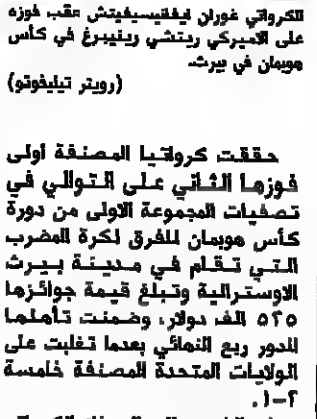 الكرواتي غوران ايفانيسيفيتش عقب فوزه
على الاميركي ريتشي رينيبرغ في كأس
هوبمان في بيرث.
(رويتر تيليفوتو)
حققت كرواتيا المصنفة اولى
فوزها الثاني على التوالي في
تصفيات المجموعة الاولى من دورة
كأس هوبمان للفرق لكرة المضرب
التي تقام في مدينة بيرث
الاوسترالية وتبلغ قيمة جوائزها
٥٢٥ الف دولار، وضمنت تأهلها
للدور ربع النهائي بعدما تغلبت على
الولايات المتحدة المصنفة خامسة
٢-١.